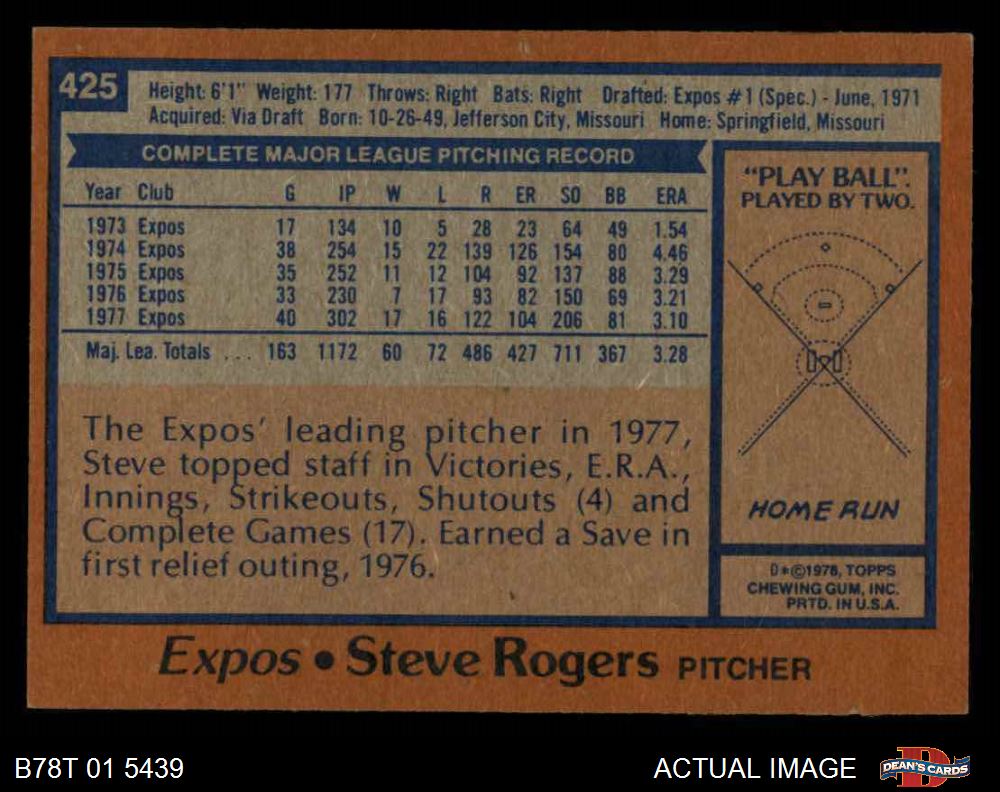 425
Height: 6'1" Weight: 177 Throws: Right Bats: Right Drafted: Expos #1 (Spec.) - June, 1971
Acquired: Via Draft Born: 10-26-49, Jefferson City, Missouri Home: Springfield, Missouri
COMPLETE MAJOR LEAGUE PITCHING RECORD
Year Club G IP W L R ER SO BB ERA
1973 Expos 17 134 10 5 28 23 64 49 1.54
1974 Expos 38 254 15 22 139 126 154 80 4.46
1975 Expos 35 252 11 12 104 92 137 88 3.29
1976 Expos 33 230 7 17 93 82 150 69 3.21
1977 Expos 40 302 17 16 122 104 206 81 3.10
Maj. Lea. Totals ... 163 1172 60 72 486 427 711 367 3.28
The Expos' leading pitcher in 1977,
Steve topped staff in Victories, E.R.A.,
Innings, Strikeouts, Shutouts (4) and
Complete Games (17). Earned a Save in
first relief outing, 1976.
"PLAY BALL".
PLAYED BY TWO.
HOME RUN
D*©1978, TOPPS
CHEWING GUM, INC.
PRTD. IN U.S.A.
Expos • Steve Rogers PITCHER
B78T 01 5439
ACTUAL IMAGE
D
DEAN'S CARDS